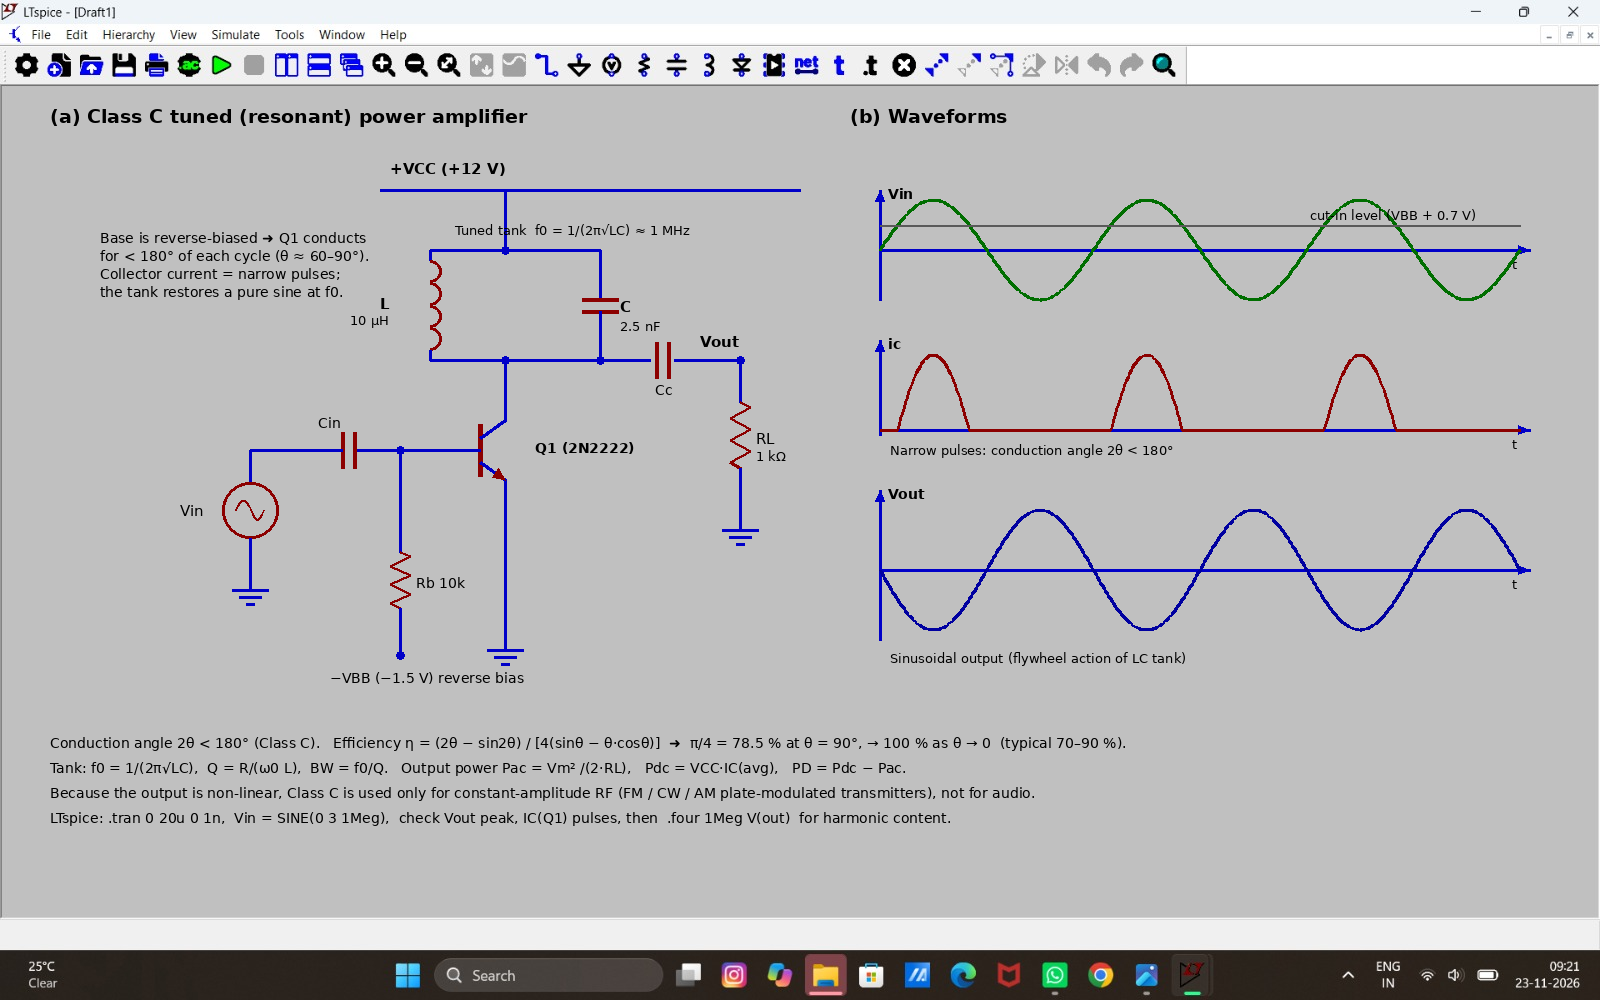 LTspice - [Draft1]
File Edit Hierarchy View Simulate Tools Window Help
ac
net t .t
(a) Class C tuned (resonant) power amplifier
+VCC (+12 V)
Tuned tank f0 = 1/(2π√LC) ≈ 1 MHz
Base is reverse-biased ➜ Q1 conducts
for < 180° of each cycle (θ ≈ 60–90°).
Collector current = narrow pulses;
the tank restores a pure sine at f0.
L
10 µH
C
2.5 nF
Vout
Cc
Cin
Q1 (2N2222)
RL
1 kΩ
Vin
Rb 10k
−VBB (−1.5 V) reverse bias
(b) Waveforms
Vin
cut-in level (VBB + 0.7 V)
t
ic
t
Narrow pulses: conduction angle 2θ < 180°
Vout
t
Sinusoidal output (flywheel action of LC tank)
Conduction angle 2θ < 180° (Class C). Efficiency η = (2θ − sin2θ) / [4(sinθ − θ·cosθ)] ➜ π/4 = 78.5 % at θ = 90°, → 100 % as θ → 0 (typical 70–90 %).
Tank: f0 = 1/(2π√LC), Q = R/(ω0 L), BW = f0/Q. Output power Pac = Vm² /(2·RL), Pdc = VCC·IC(avg), PD = Pdc − Pac.
Because the output is non-linear, Class C is used only for constant-amplitude RF (FM / CW / AM plate-modulated transmitters), not for audio.
LTspice: .tran 0 20u 0 1n, Vin = SINE(0 3 1Meg), check Vout peak, IC(Q1) pulses, then .four 1Meg V(out) for harmonic content.
25°C
Clear
Search
ENG
IN
09:21
23-11-2026